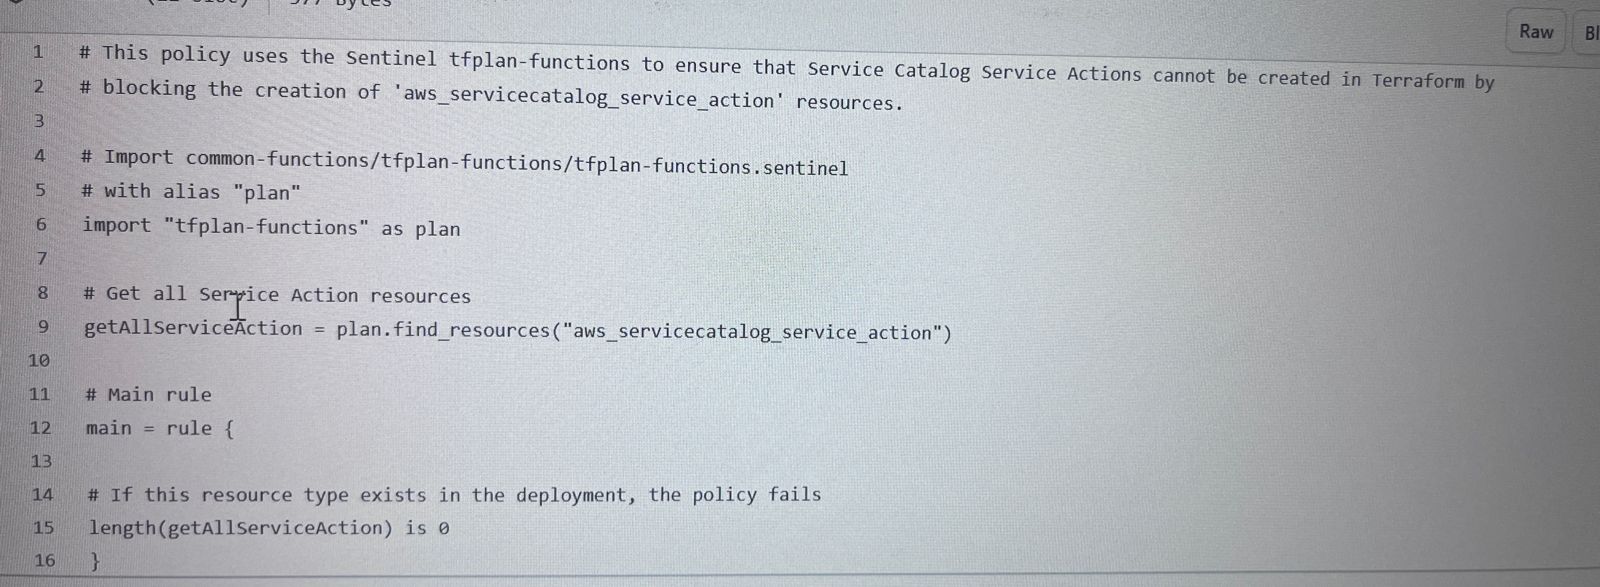 Bytes
Raw
1 # This policy uses the Sentinel tfplan-functions to ensure that Service Catalog Service Actions cannot be created in Terraform by
2 # blocking the creation of 'aws_servicecatalog_service_action' resources.
3
4 # Import common-functions/tfplan-functions/tfplan-functions.sentinel
5 # with alias "plan"
6 import "tfplan-functions" as plan
7
8 # Get all Service Action resources
9 getAllServiceAction = plan.find_resources("aws_servicecatalog_service_action")
10
11 # Main rule
12 main = rule {
13
14 # If this resource type exists in the deployment, the policy fails
15 length(getAllServiceAction) is 0
16 }